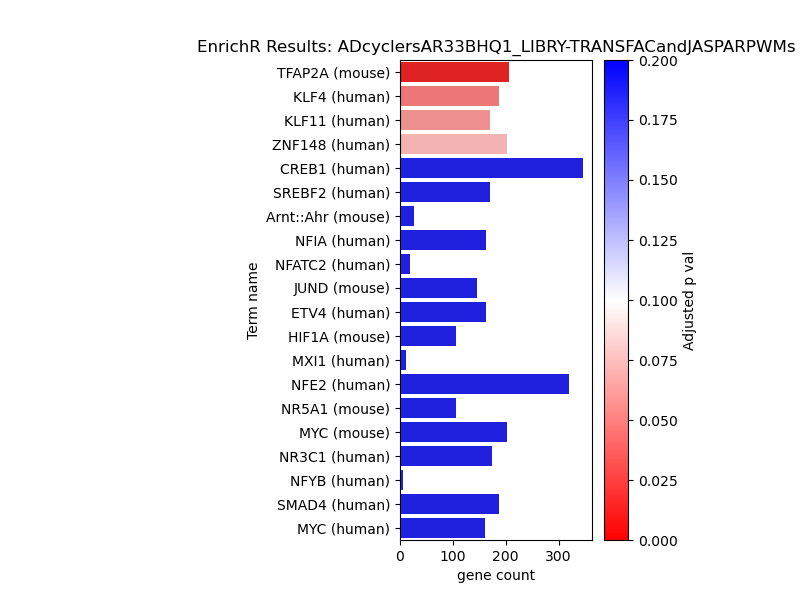 EnrichR Results: ADcyclersAR33BHQ1_LIBRY-TRANSFACandJASPARPWMs
TFAP2A (mouse)
KLF4 (human)
KLF11 (human)
ZNF148 (human)
CREB1 (human)
SREBF2 (human)
Arnt::Ahr (mouse)
NFIA (human)
NFATC2 (human)
JUND (mouse)
ETV4 (human)
HIF1A (mouse)
MXI1 (human)
NFE2 (human)
NR5A1 (mouse)
MYC (mouse)
NR3C1 (human)
NFYB (human)
SMAD4 (human)
MYC (human)
Term name
0 100 200 300
gene count
0.200
0.175
0.150
0.125
0.100
0.075
0.050
0.025
0.000
Adjusted p val